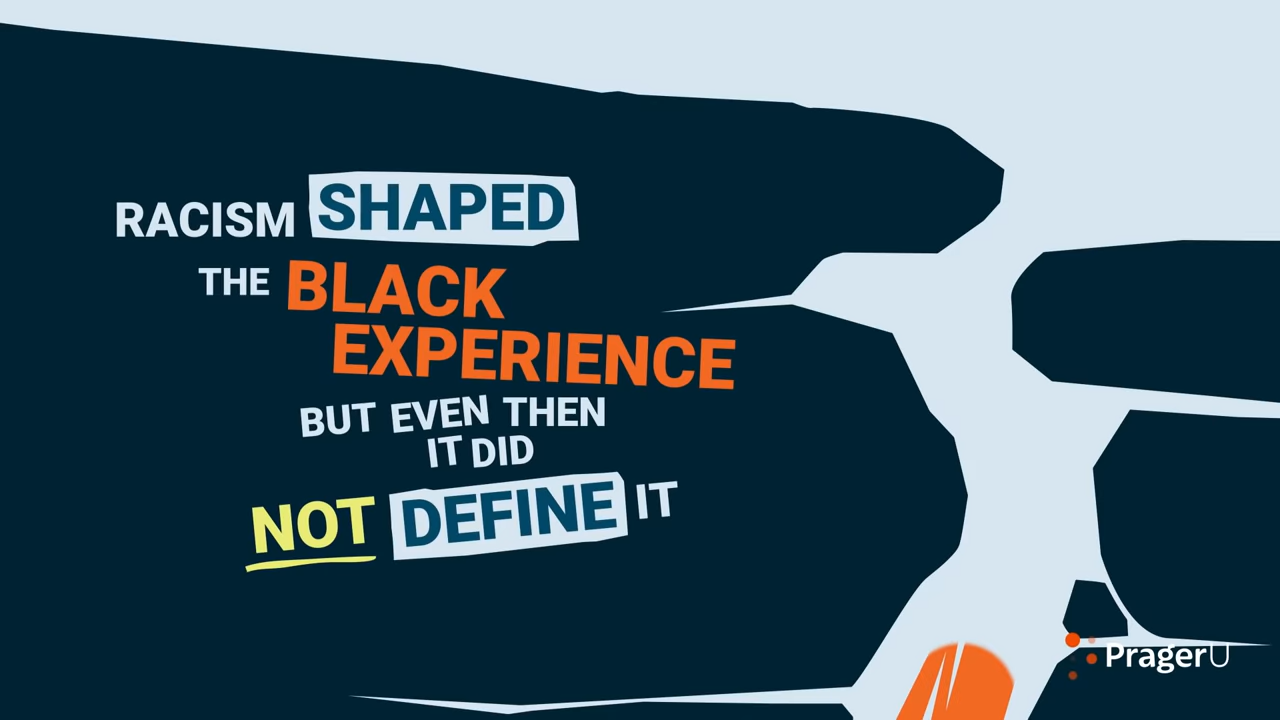 RACISM SHAPED
THE BLACK
EXPERIENCE
BUT EVEN THEN
IT DID
NOT DEFINE IT
PragerU